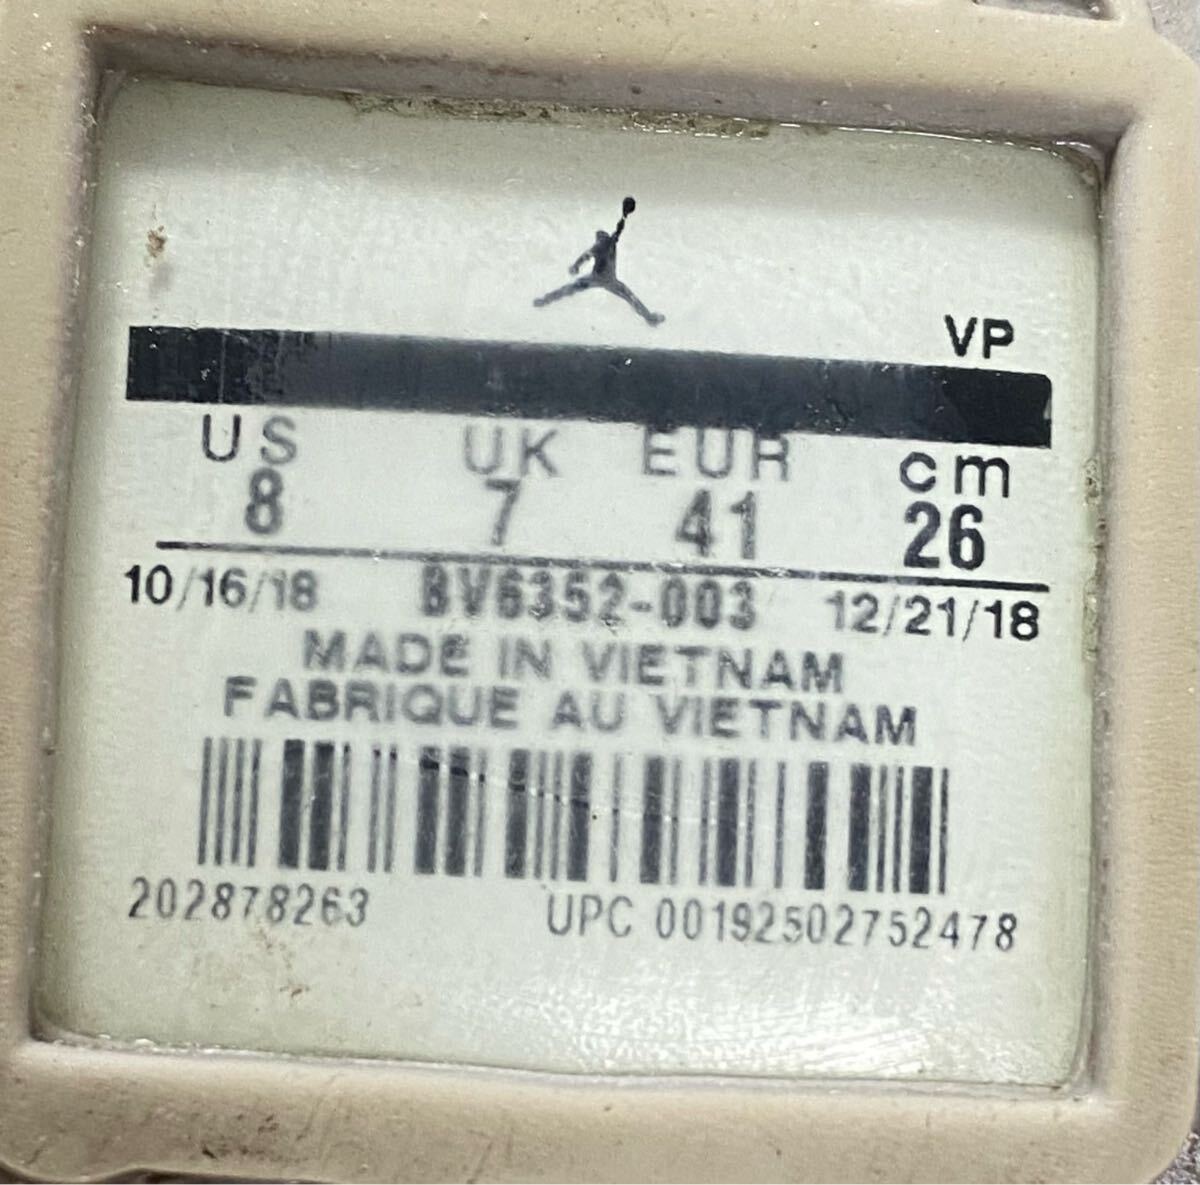 VP
US UK EUR cm
8 7 41 26
10/16/18 BV6352-003 12/21/18
MADE IN VIETNAM
FABRIQUE AU VIETNAM
202878263 UPC 00192502752478